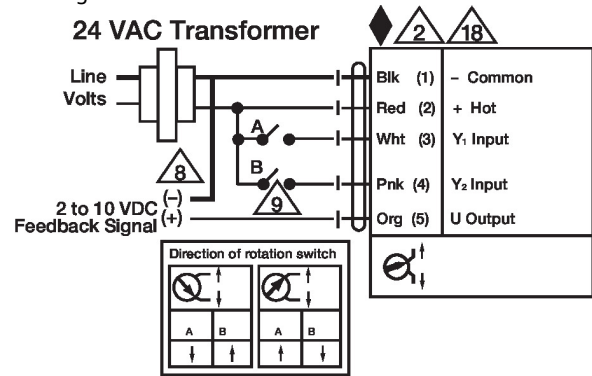 24 VAC Transformer
2
18
Line
Volts
Blk (1) – Common
Red (2) + Hot
A
Wht (3) Y₁ Input
B
Pnk (4) Y₂ Input
8
9
(–)
2 to 10 VDC
Feedback Signal (+)
Org (5) U Output
Direction of rotation switch
A B A B